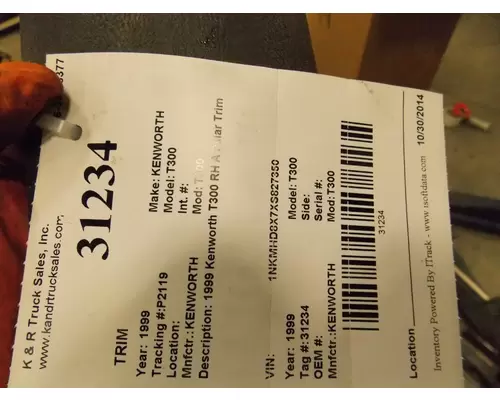 K & R Truck Sales, Inc.
www.kandrtrucksales.com
3377
31234
TRIM
Year: 1999 Make: KENWORTH
Tracking #:P2119 Model: T300
Location: Int. #:
Mnfctr.:KENWORTH Mod:
Description: 1999 Kenworth T300 RH A Pillar Trim
VIN: 1NKMHD8X7XS827350
Year: 1999 Model: T300
Tag #:31234 Side:
OEM #: Serial#:
Mnfctr:KENWORTH Mod:T300
31234
Location
Inventory Powered By ITrack - www.isoftdata.com 10/30/2014